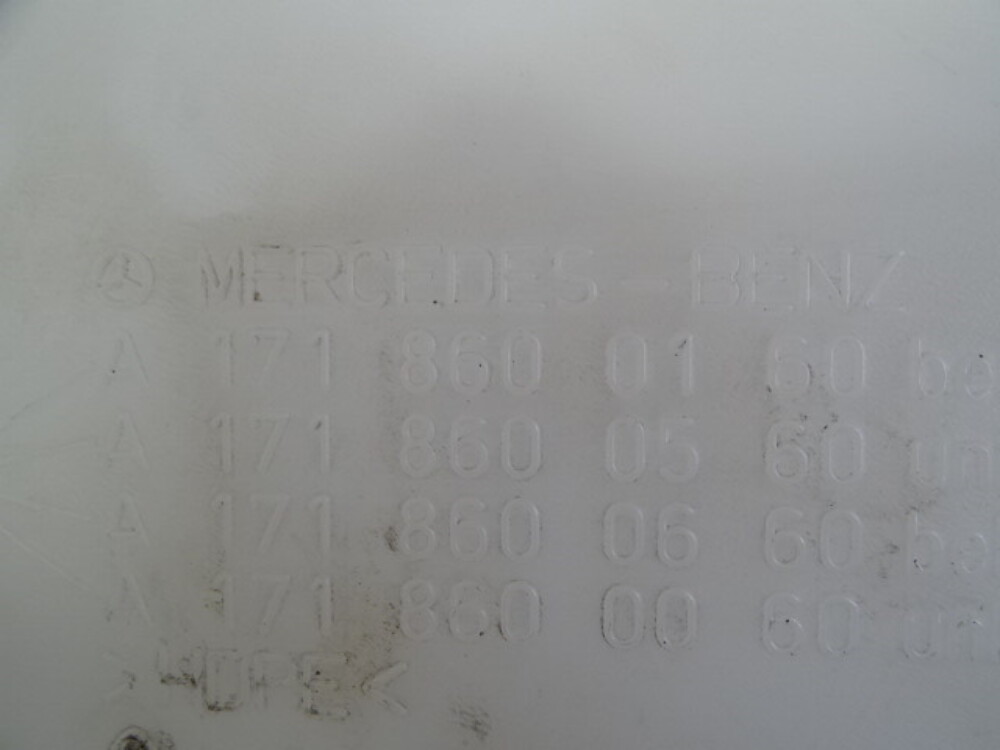 MERCEDES - BENZ
A 171 860 01 60 be
A 171 860 05 60 un
A 171 860 06 60 be
A 171 860 00 60 un
>HDPE<